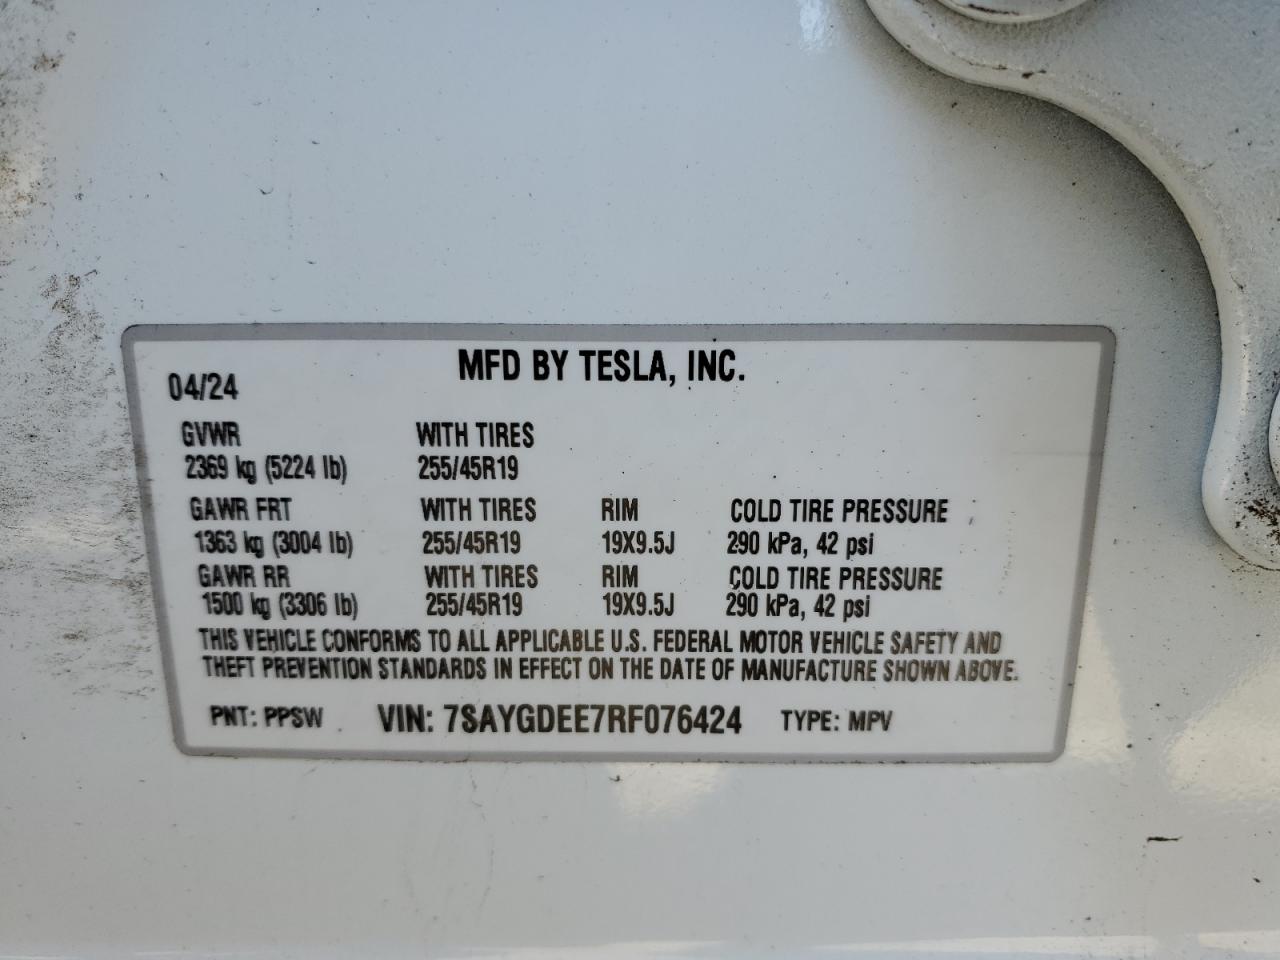 MFD BY TESLA, INC.
04/24
GVWR WITH TIRES
2369 kg (5224 lb) 255/45R19
GAWR FRT WITH TIRES RIM COLD TIRE PRESSURE
1363 kg (3004 lb) 255/45R19 19X9.5J 290 kPa, 42 psi
GAWR RR WITH TIRES RIM COLD TIRE PRESSURE
1500 kg (3306 lb) 255/45R19 19X9.5J 290 kPa, 42 psi
THIS VEHICLE CONFORMS TO ALL APPLICABLE U.S. FEDERAL MOTOR VEHICLE SAFETY AND
THEFT PREVENTION STANDARDS IN EFFECT ON THE DATE OF MANUFACTURE SHOWN ABOVE.
PNT: PPSW VIN: 7SAYGDEE7RF076424 TYPE: MPV